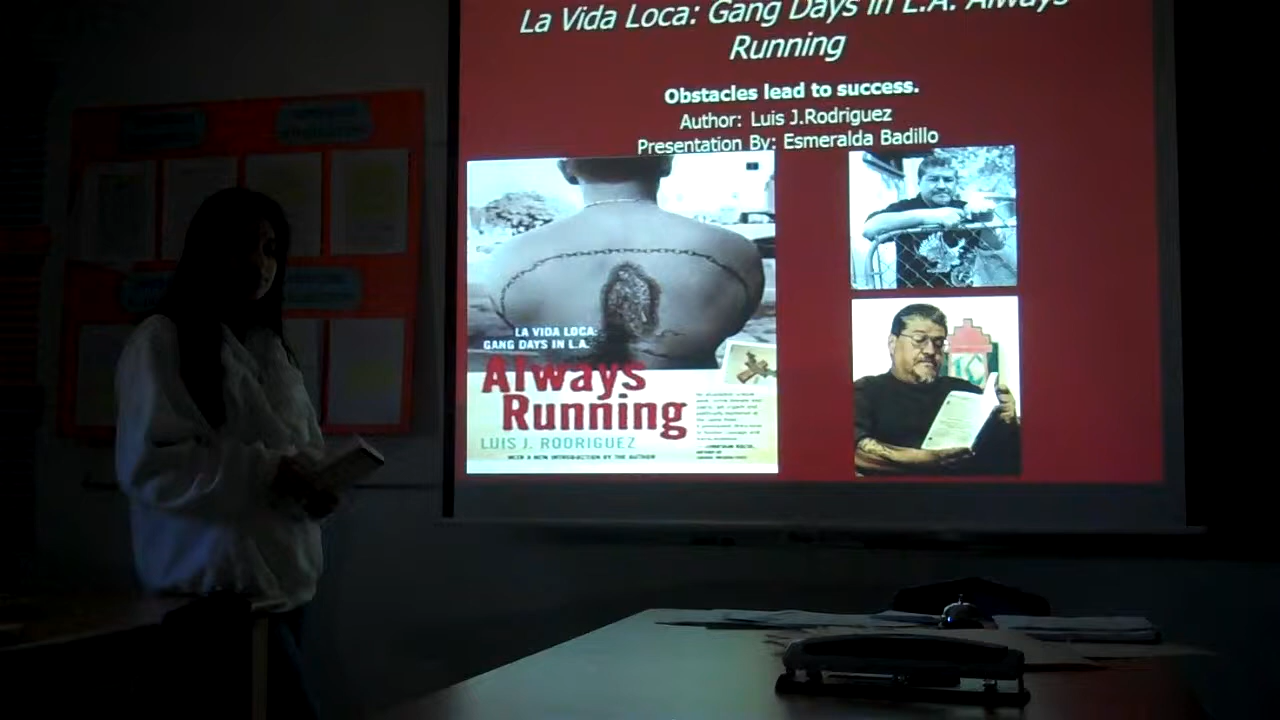 La Vida Loca: Gang Days in L.A. Always
Running
Obstacles lead to success.
Author: Luis J.Rodriguez
Presentation By: Esmeralda Badillo
LA VIDA LOCA:
GANG DAYS IN L.A.
Always
Running
LUIS J. RODRIGUEZ
WITH A NEW INTRODUCTION BY THE AUTHOR